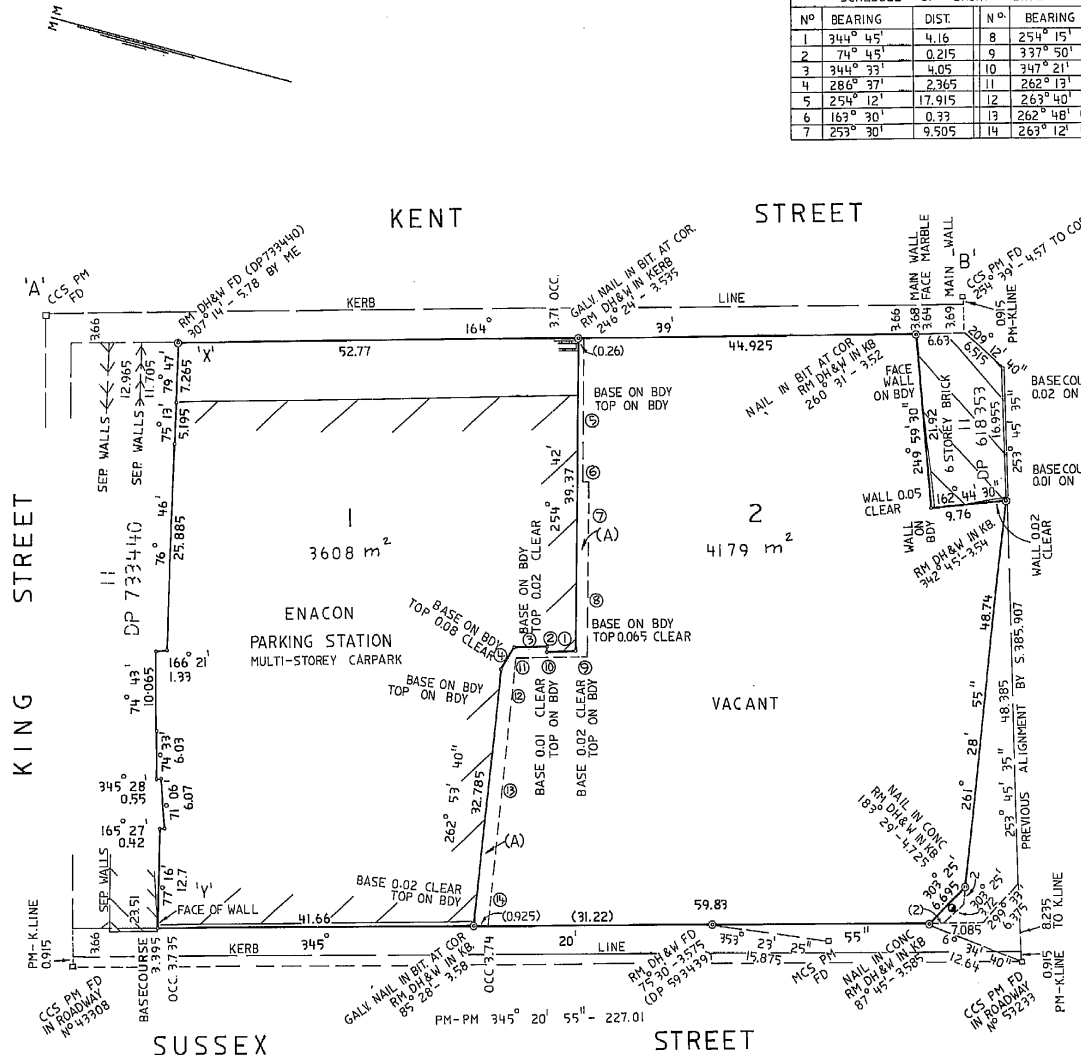 SCHEDULE OF SHORT
Nº BEARING DIST. Nº. BEARING
1 344° 45' 4.16 8 254° 15'
2 74° 45' 0.215 9 337° 50'
3 344° 33' 4.05 10 347° 21'
4 286° 37' 2.365 11 262° 13'
5 254° 12' 17.915 12 263° 40'
6 163° 30' 0.33 13 262° 48'
7 253° 30' 9.505 14 263° 12'
MIM
KENT STREET
'A'
CCS PM
FD
RM DH&W FD (DP733440)
307° 14' - 5.78 BY ME
3.71 OCC.
GALV. NAIL IN BIT. AT COR.
RM DH&W IN KERB
246° 24' - 3.535
3.66
3.68 MAIN WALL
3.64 FACE MARBLE
3.69 MAIN WALL
'B'
CCS PM FD
254° 39' - 4.57 TO COR
0.915
PM-K.LINE
3.66
KERB LINE
164° 39'
'X'
52.77
(0.26)
44.925
6.63
209° 12' 40"
6.515
NAIL IN BIT. AT COR
RM DH&W IN KB
260° 31' - 3.52
SEP WALLS
12.965
SEP WALLS
11.705
79° 47'
7.265
75° 13'
5.195
BASE ON BDY
TOP ON BDY
FACE
WALL
ON BDY
249° 59' 30"
21.92
6 STOREY BRICK
11
DP 618353
16.955
253° 45' 35"
BASE COU
0.02 ON
BASE COU
0.01 ON
5
6
7
8
(A)
254° 42'
39.37
WALL 0.05
CLEAR
162° 44' 30"
9.76
WALL
ON
BDY
RM DH&W IN KB.
342° 45' - 3.54
WALL 0.02
CLEAR
KING STREET
11
DP 733440
76° 46'
25.885
1
3608 m²
2
4179 m²
ENACON
PARKING STATION
MULTI-STOREY CARPARK
BASE ON BDY
TOP 0.08 CLEAR
BASE ON BDY
TOP 0.02 CLEAR
BASE ON BDY
TOP 0.065 CLEAR
4
3
2
1
11
10
9
12
166° 21'
1.33
74° 43'
10.065
BASE ON BDY
TOP ON BDY
BASE 0.01 CLEAR
TOP ON BDY
BASE 0.02 CLEAR
TOP ON BDY
VACANT
48.74
261° 28' 55"
48.385
253° 45' 35"
PREVIOUS ALIGNMENT BY S.385.907
74° 33'
6.03
345° 28'
0.55
71° 06'
6.07
165° 27'
0.42
262° 53' 40"
32.785
13
(A)
NAIL IN CONC
RM DH&W IN KB
183° 29' - 4.725
SEP WALLS
23.51
77° 16'
12.7
'Y'
FACE OF WALL
BASE 0.02 CLEAR
TOP ON BDY
14
(0.925)
59.83
(31.22)
303° 25'
6.695
2
(2)
303° 25'
3.12
299° 6' 33"
6.375
7.085
8.235
TO K.LINE
PM-K.LINE
0.915
3.66
BASECOURSE
3.395
OCC. 3.735
41.66
KERB 345° 20' 55" LINE
OCC 3.74
353° 23' 25"
15.875
6° 34' 40"
12.64
0.915
PM-K.LINE
CCS PM FD
IN ROADWAY
Nº 43308
GALV. NAIL IN BIT. AT COR
RM DH&W IN KB.
85° 28' - 3.58
RM DH&W FD
75° 30' - 3.575
(DP 593439)
MCS PM
FD
NAIL IN CONC
RM DH&W IN KB
87° 45' - 3.585
CCS PM FD
IN ROADWAY
Nº 53233
PM-PM 345° 20' 55" - 227.01
SUSSEX STREET